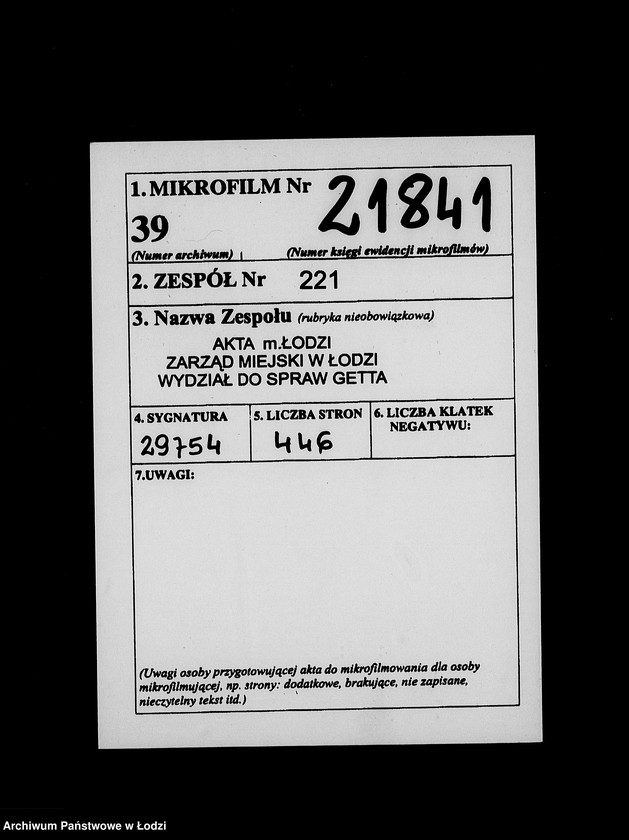 1. MIKROFILM Nr 21841
39
(Numer archiwum) (Numer księgi ewidencji mikrofilmów)
2. ZESPÓŁ Nr 221
3. Nazwa Zespołu (rubryka nieobowiązkowa)
AKTA m.ŁODZI
ZARZĄD MIEJSKI W ŁODZI
WYDZIAŁ DO SPRAW GETTA
4. SYGNATURA 5. LICZBA STRON 6. LICZBA KLATEK
NEGATYWU:
29754 446
7.UWAGI:
(Uwagi osoby przygotowującej akta do mikrofilmowania dla osoby
mikrofilmującej, np. strony: dodatkowe, brakujące, nie zapisane,
nieczytelny tekst itd.)
Archiwum Państwowe w Łodzi